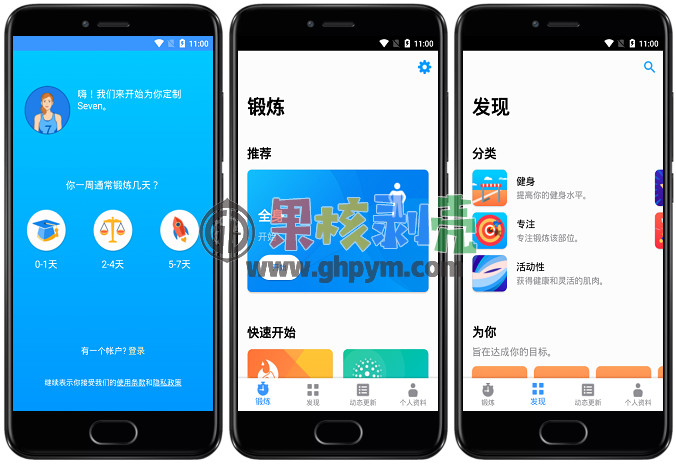 11:00
嗨！我们来开始为你定制
Seven。
7
你一周通常锻炼几天？
0-1天
2-4天
5-7天
有一个帐户? 登录
继续表示你接受我们的使用条款和隐私政策
11:00
锻炼
推荐
全身
开始
快速开始
锻炼
发现
动态更新
个人资料
11:00
发现
分类
健身
提高你的健身水平。
专注
专注锻炼该部位。
活动性
获得健康和灵活的肌肉。
为你
旨在达成你的目标。
锻炼
发现
动态更新
个人资料
果核剥壳
www.ghpym.com